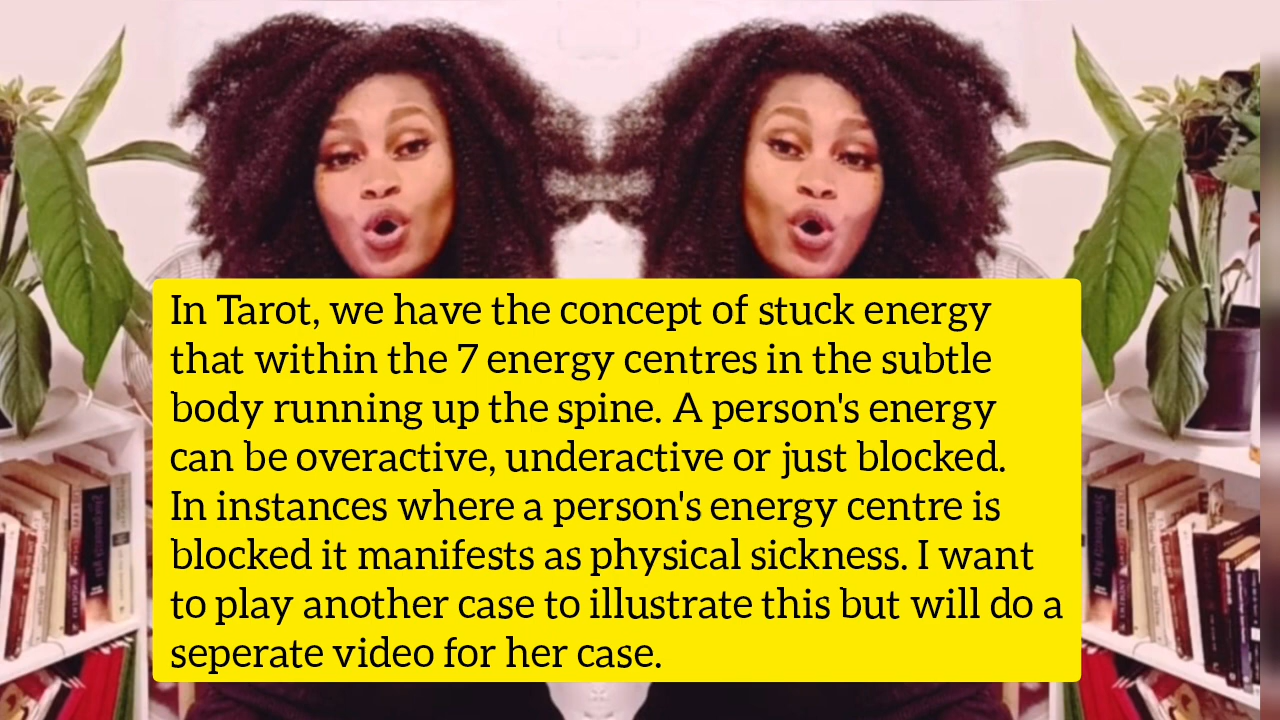 In Tarot, we have the concept of stuck energy
that within the 7 energy centres in the subtle
body running up the spine. A person's energy
can be overactive, underactive or just blocked.
In instances where a person's energy centre is
blocked it manifests as physical sickness. I want
to play another case to illustrate this but will do a
seperate video for her case.